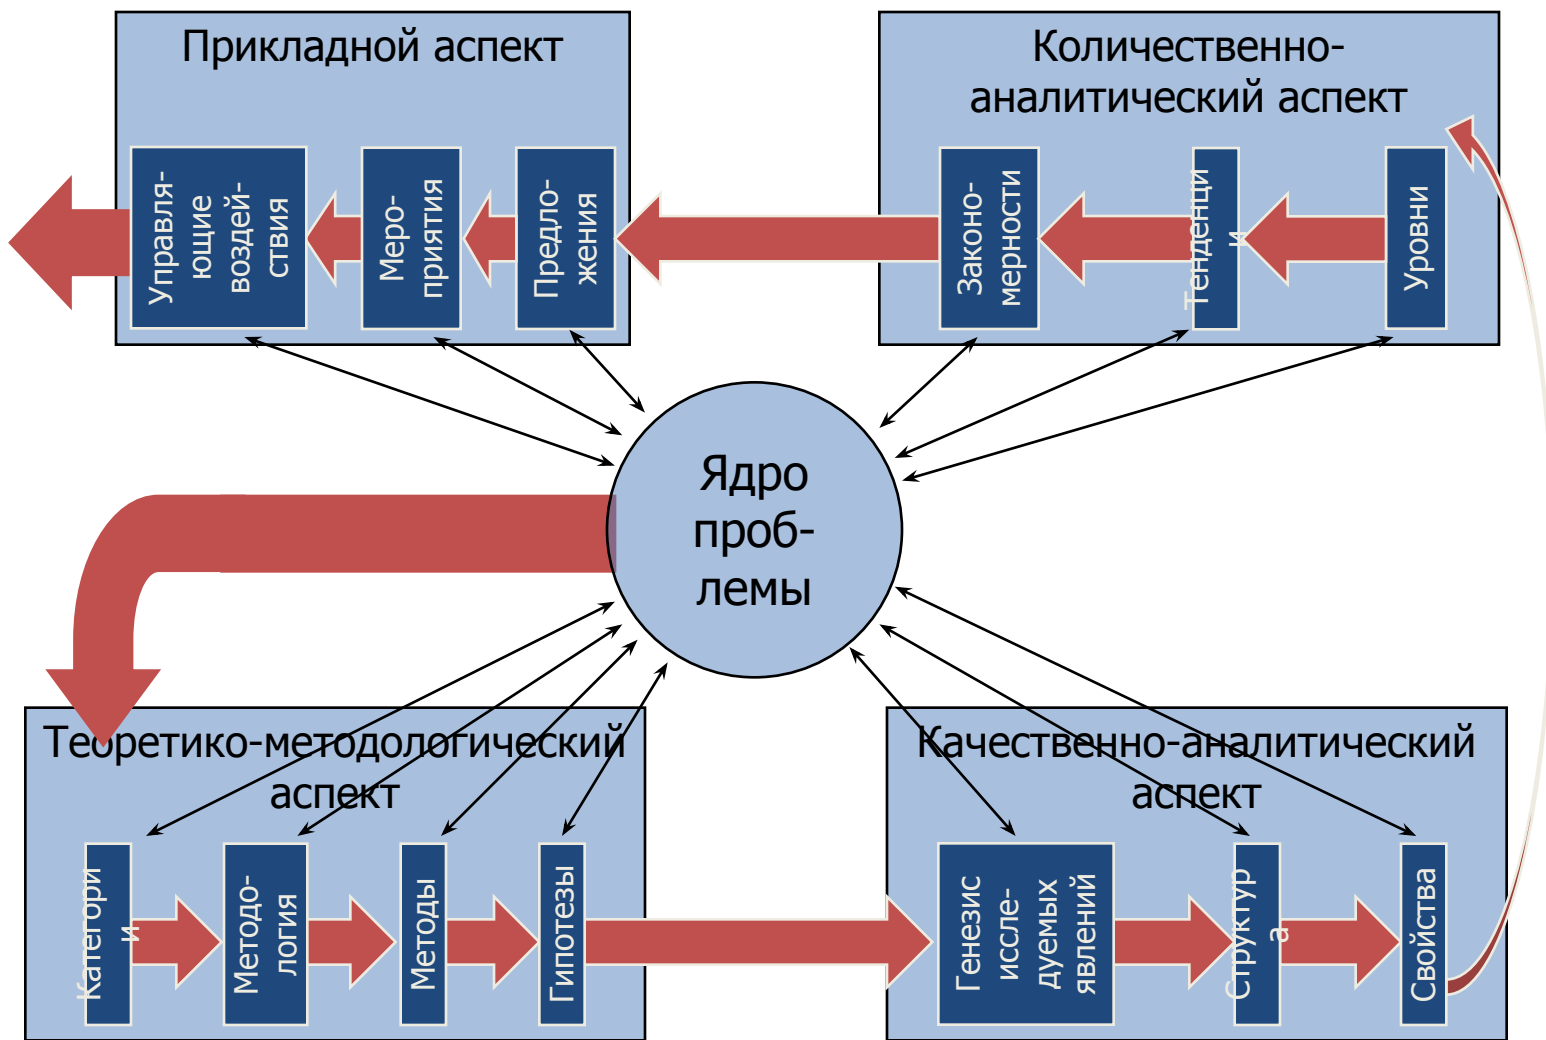 Прикладной аспект
Управля-
ющие
воздей-
ствия
Меро-
приятия
Предло-
жения
Количественно-
аналитический аспект
Законо-
мерности
Тенденци
и
Уровни
Ядро
проб-
лемы
Теоретико-методологический
аспект
Категори
и
Методо-
логия
Методы
Гипотезы
Качественно-аналитический
аспект
Генезис
иссле-
дуемых
явлений
Структур
а
Свойства